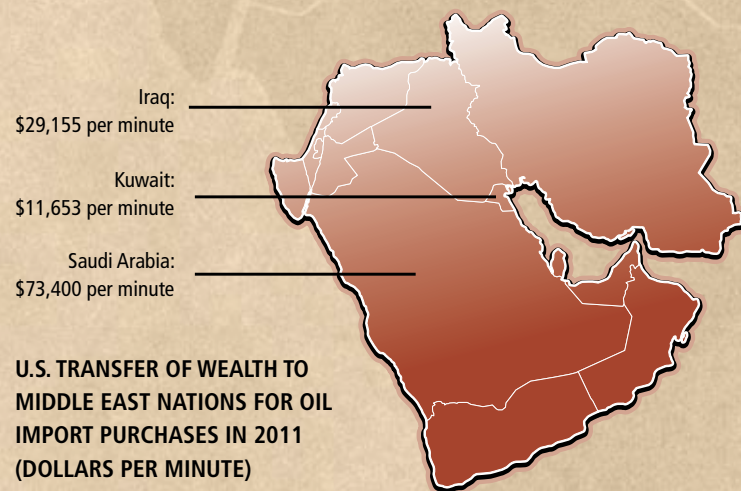 Iraq:
$29,155 per minute
Kuwait:
$11,653 per minute
Saudi Arabia:
$73,400 per minute
U.S. TRANSFER OF WEALTH TO
MIDDLE EAST NATIONS FOR OIL
IMPORT PURCHASES IN 2011
(DOLLARS PER MINUTE)